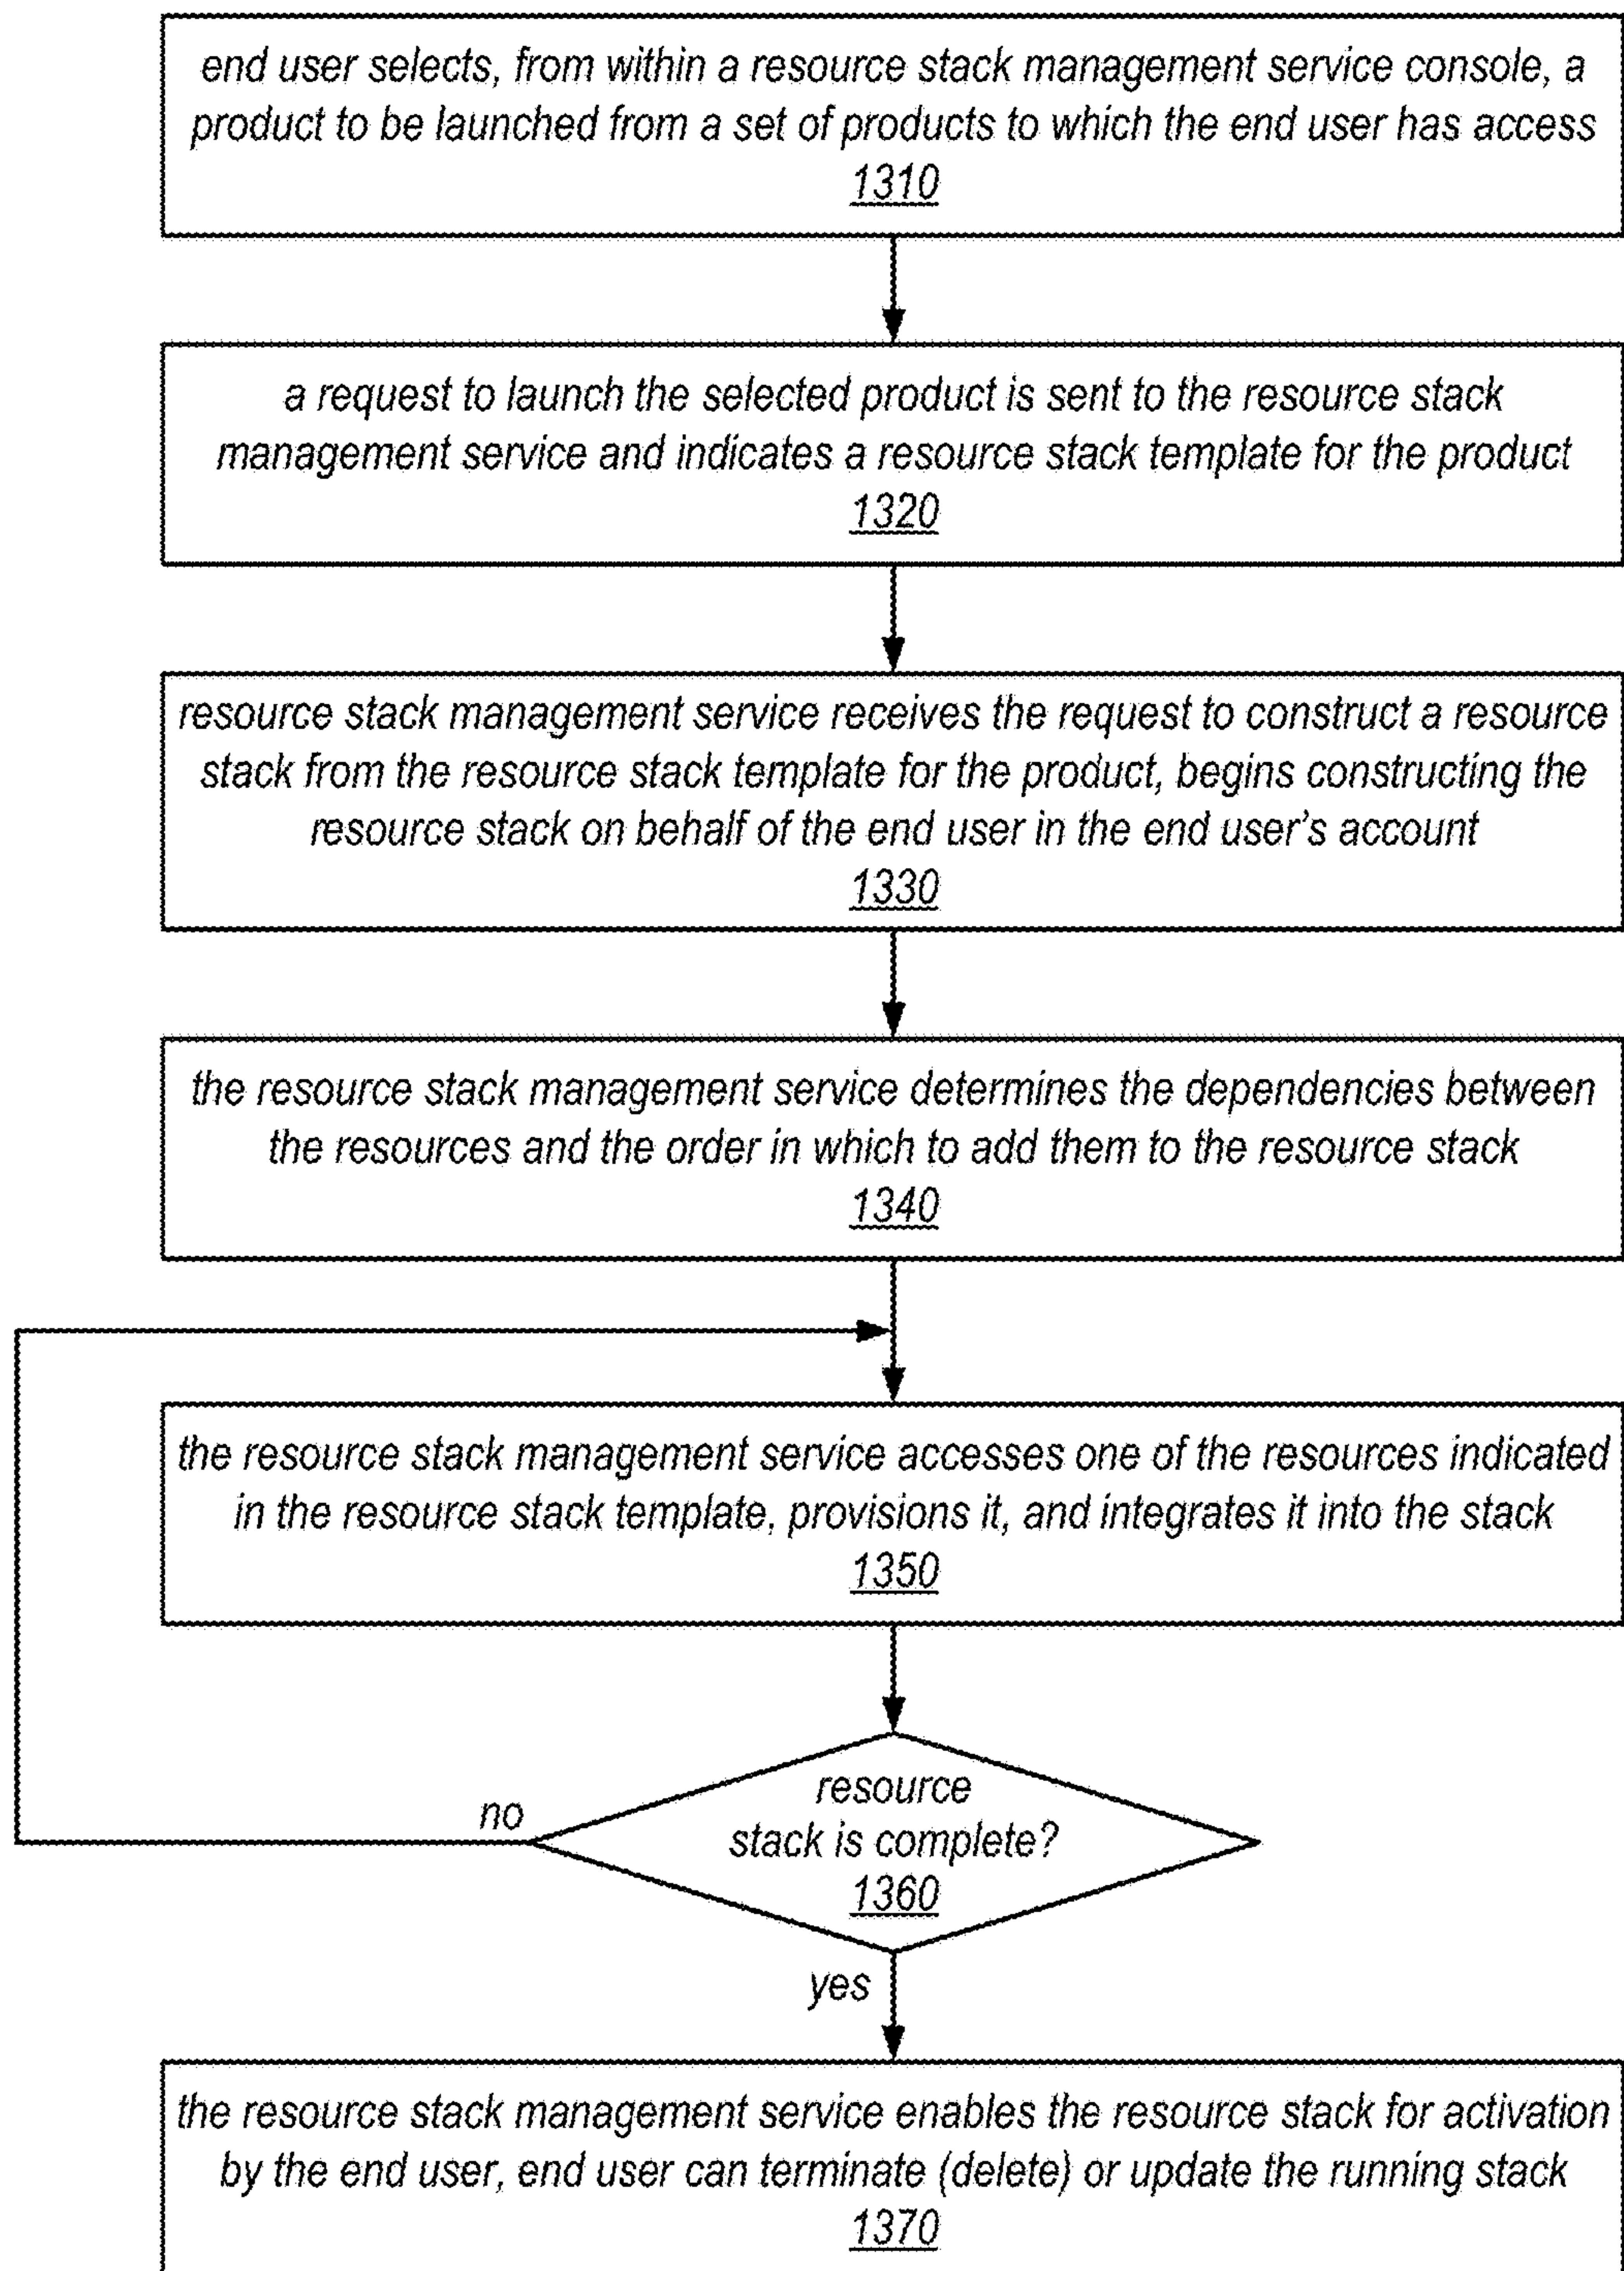 end user selects, from within a resource stack management service console, a
product to be launched from a set of products to which the end user has access
1310
a request to launch the selected product is sent to the resource stack
management service and indicates a resource stack template for the product
1320
resource stack management service receives the request to construct a resource
stack from the resource stack template for the product, begins constructing the
resource stack on behalf of the end user in the end user's account
1330
the resource stack management service determines the dependencies between
the resources and the order in which to add them to the resource stack
1340
the resource stack management service accesses one of the resources indicated
in the resource stack template, provisions it, and integrates it into the stack
1350
resource
stack is complete?
1360
no
yes
the resource stack management service enables the resource stack for activation
by the end user, end user can terminate (delete) or update the running stack
1370